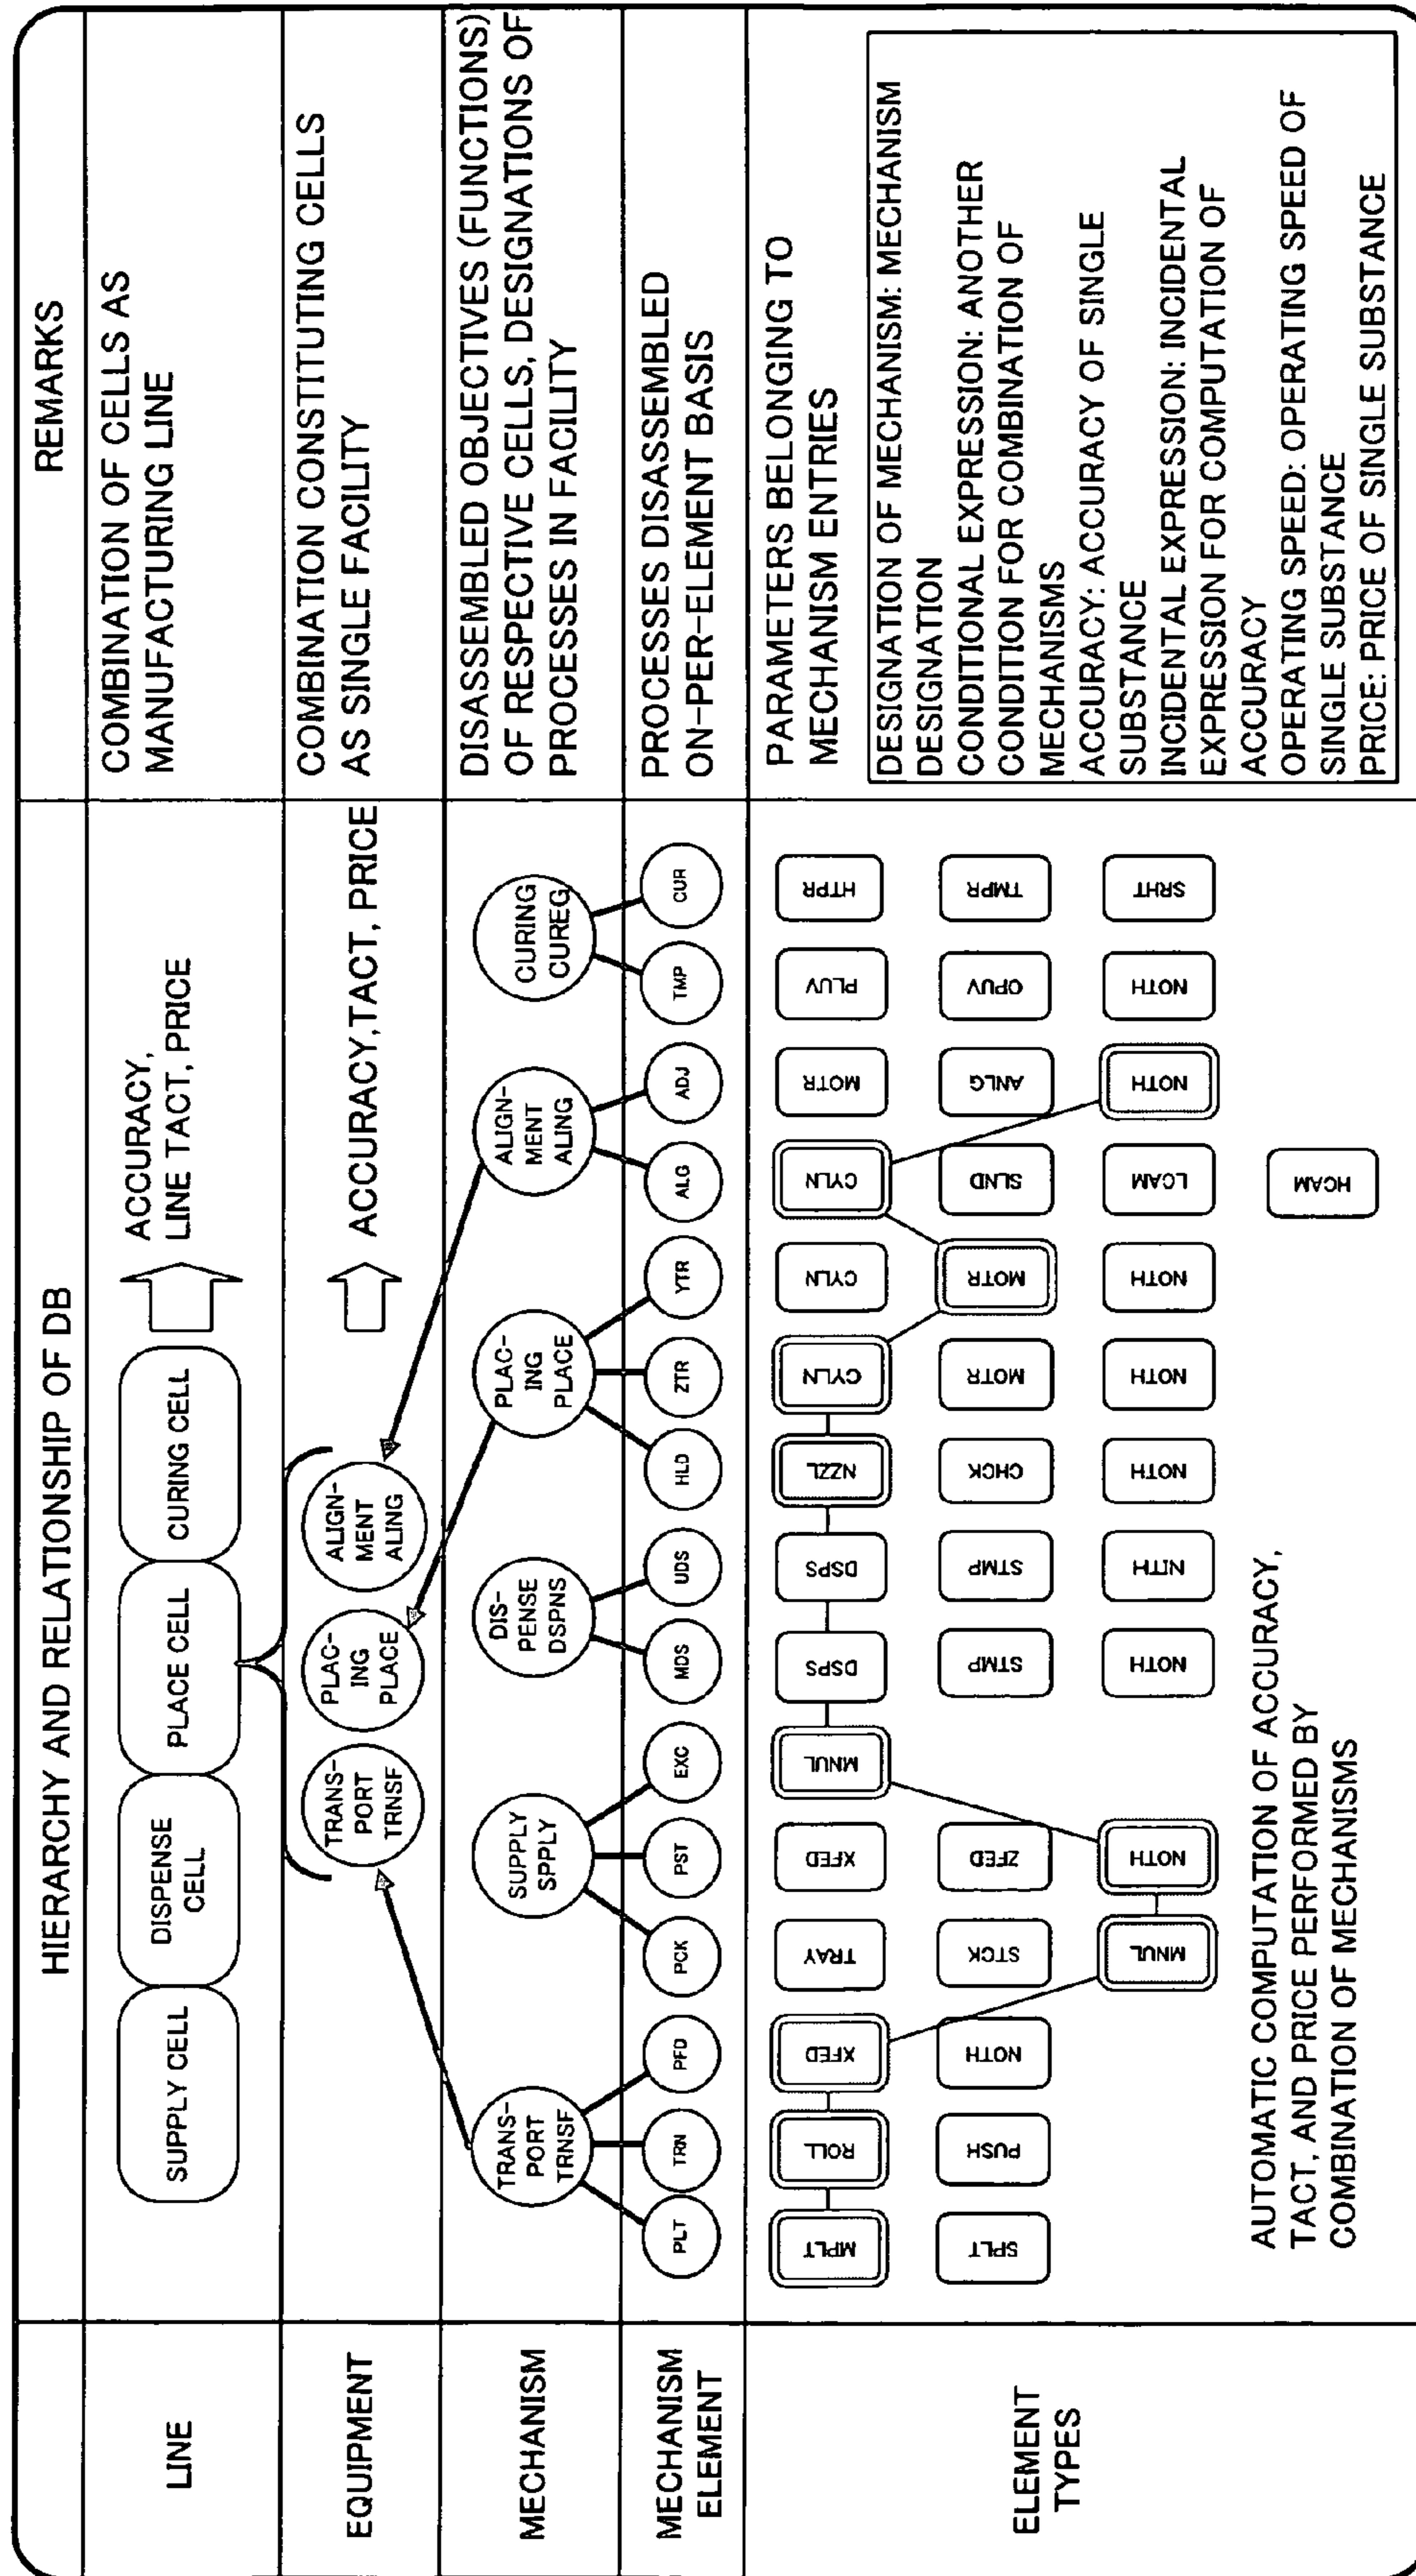 HIERARCHY AND RELATIONSHIP OF DB
REMARKS
LINE
SUPPLY CELL
DISPENSE
CELL
PLACE CELL
CURING CELL
ACCURACY,
LINE TACT, PRICE
COMBINATION OF CELLS AS
MANUFACTURING LINE
EQUIPMENT
TRANS-
PORT
TRNSF
PLAC-
ING
PLACE
ALIGN-
MENT
ALING
ACCURACY,TACT, PRICE
COMBINATION CONSTITUTING CELLS
AS SINGLE FACILITY
MECHANISM
TRANS-
PORT
TRNSF
SUPPLY
SPPLY
DIS-
PENSE
DSPNS
PLAC-
ING
PLACE
ALIGN-
MENT
ALING
CURING
CUREG
DISASSEMBLED OBJECTIVES (FUNCTIONS)
OF RESPECTIVE CELLS, DESIGNATIONS OF
PROCESSES IN FACILITY
MECHANISM
ELEMENT
PLT
TRN
PFD
PCK
PST
EXC
MDS
UDS
HLD
ZTR
YTR
ALG
ADJ
TMP
CUR
PROCESSES DISASSEMBLED
ON-PER-ELEMENT BASIS
ELEMENT
TYPES
MPLT
ROLL
XFED
TRAY
XFED
MNUL
DSPS
DSPS
NZZL
CYLN
CYLN
CYLN
MOTR
PLUV
HTPR
SPLT
PUSH
NOTH
STCK
ZFED
STMP
STMP
CHCK
MOTR
MOTR
SLND
ANLG
OPUV
TMPR
MNUL
NOTH
NOTH
NITH
NOTH
NOTH
NOTH
LCAM
NOTH
NOTH
SRHT
HCAM
AUTOMATIC COMPUTATION OF ACCURACY,
TACT, AND PRICE PERFORMED BY
COMBINATION OF MECHANISMS
PARAMETERS BELONGING TO
MECHANISM ENTRIES
DESIGNATION OF MECHANISM: MECHANISM
DESIGNATION
CONDITIONAL EXPRESSION: ANOTHER
CONDITION FOR COMBINATION OF
MECHANISMS
ACCURACY: ACCURACY OF SINGLE
SUBSTANCE
INCIDENTAL EXPRESSION: INCIDENTAL
EXPRESSION FOR COMPUTATION OF
ACCURACY
OPERATING SPEED: OPERATING SPEED OF
SINGLE SUBSTANCE
PRICE: PRICE OF SINGLE SUBSTANCE